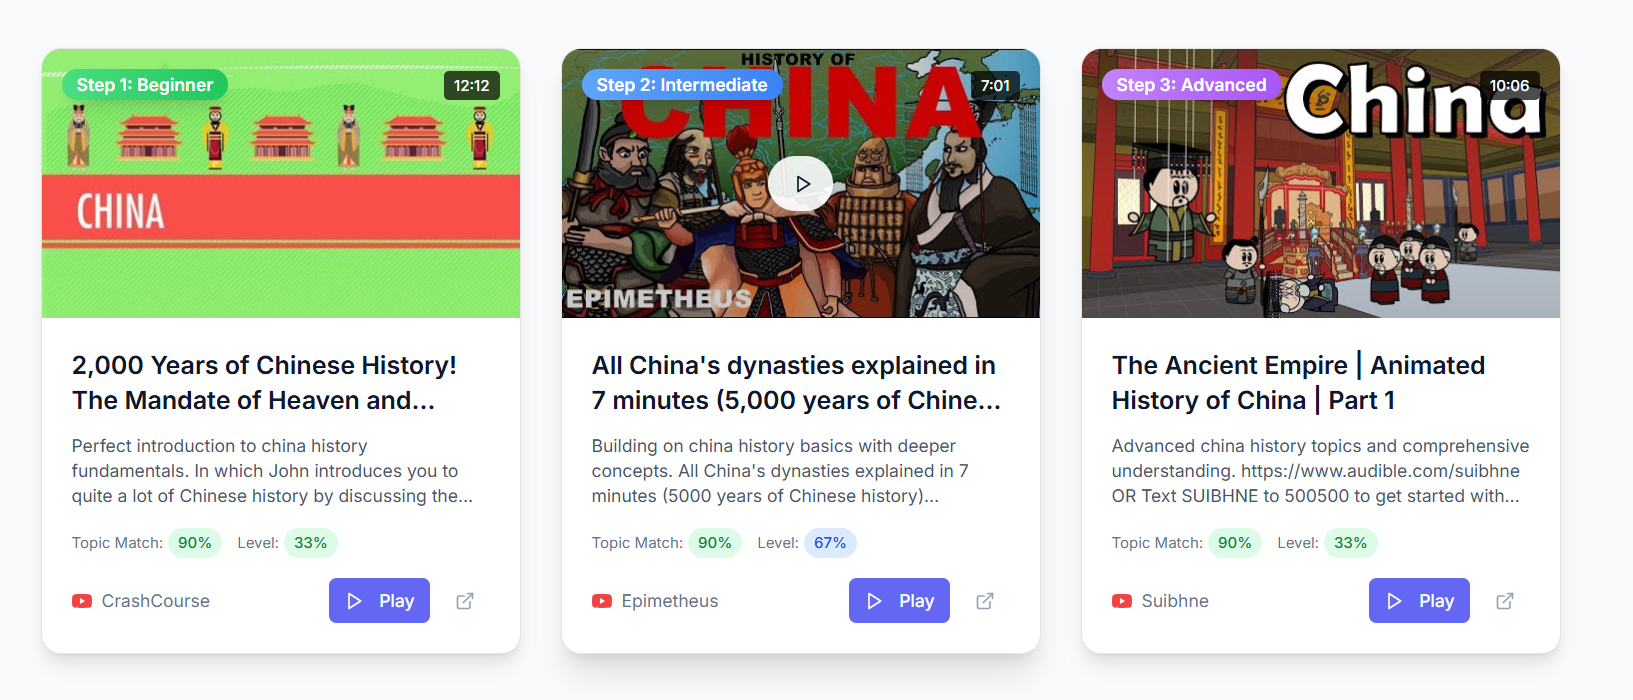 Step 1: Beginner
12:12
CHINA
2,000 Years of Chinese History!
The Mandate of Heaven and...
Perfect introduction to china history
fundamentals. In which John introduces you to
quite a lot of Chinese history by discussing the...
Topic Match: 90% Level: 33%
CrashCourse
Play
HISTORY OF
CHINA
Step 2: Intermediate
7:01
EPIMETHEUS
All China's dynasties explained in
7 minutes (5,000 years of Chine...
Building on china history basics with deeper
concepts. All China's dynasties explained in 7
minutes (5000 years of Chinese history)...
Topic Match: 90% Level: 67%
Epimetheus
Play
Step 3: Advanced
China
10:06
The Ancient Empire | Animated
History of China | Part 1
Advanced china history topics and comprehensive
understanding. https://www.audible.com/suibhne
OR Text SUIBHNE to 500500 to get started with...
Topic Match: 90% Level: 33%
Suibhne
Play